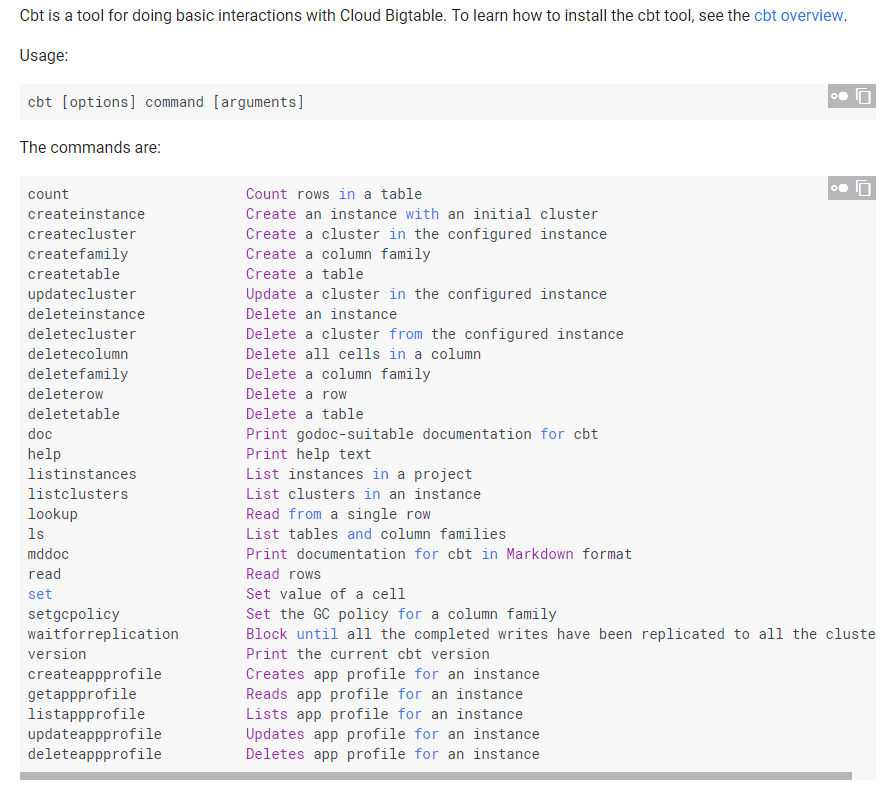 Cbt is a tool for doing basic interactions with Cloud Bigtable. To learn how to install the cbt tool, see the cbt overview.
Usage:
cbt [options] command [arguments]
The commands are:
count Count rows in a table
createinstance Create an instance with an initial cluster
createcluster Create a cluster in the configured instance
createfamily Create a column family
createtable Create a table
updatecluster Update a cluster in the configured instance
deleteinstance Delete an instance
deletecluster Delete a cluster from the configured instance
deletecolumn Delete all cells in a column
deletefamily Delete a column family
deleterow Delete a row
deletetable Delete a table
doc Print godoc-suitable documentation for cbt
help Print help text
listinstances List instances in a project
listclusters List clusters in an instance
lookup Read from a single row
ls List tables and column families
mddoc Print documentation for cbt in Markdown format
read Read rows
set Set value of a cell
setgcpolicy Set the GC policy for a column family
waitforreplication Block until all the completed writes have been replicated to all the cluste
version Print the current cbt version
createappprofile Creates app profile for an instance
getappprofile Reads app profile for an instance
listappprofile Lists app profile for an instance
updateappprofile Updates app profile for an instance
deleteappprofile Deletes app profile for an instance